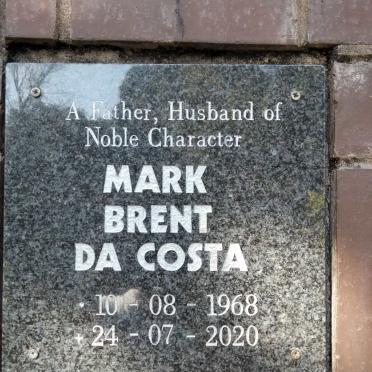 A Father, Husband of
Noble Character
MARK
BRENT
DA COSTA
· 10 - 08 - 1968
+ 24 - 07 - 2020